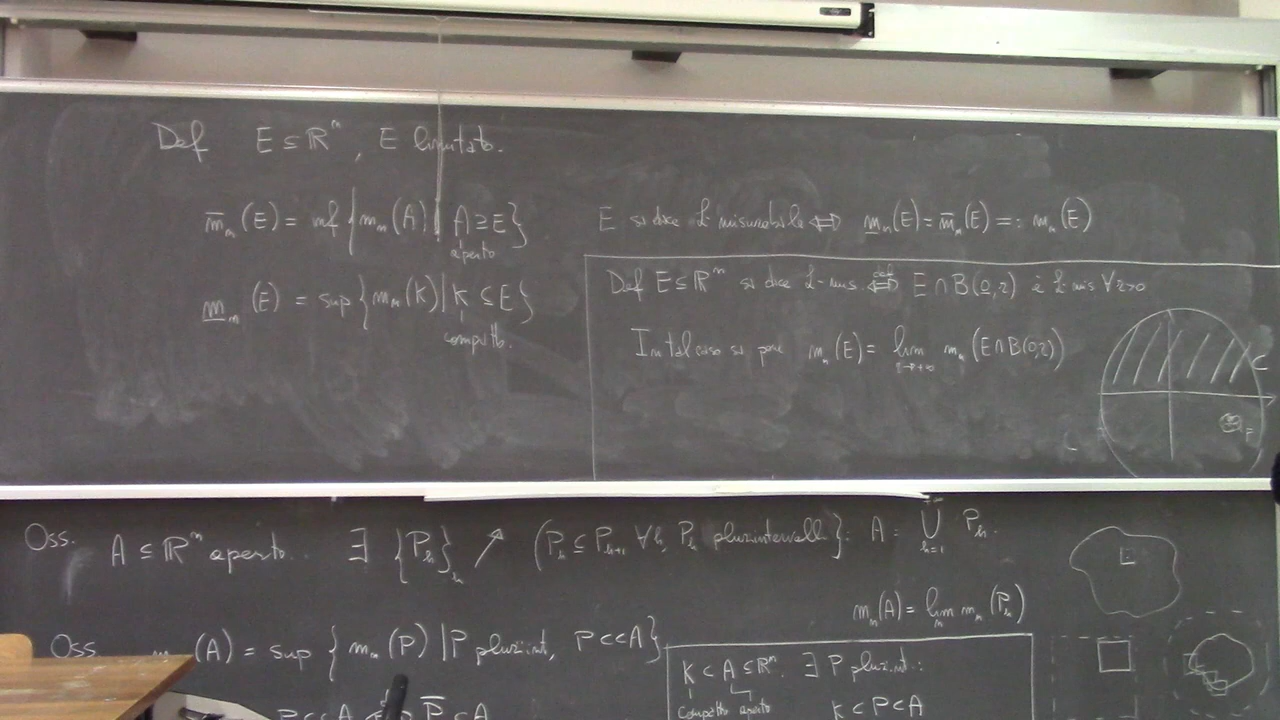 Def E ⊆ ℝⁿ, E limitato.
m̅ₙ(E) = inf { mₙ(A) | A ⊇ E }
aperto
m̲ₙ(E) = sup { mₙ(K) | K ⊆ E }
compatto.
E si dice ℒ misurabile ⟺ m̲ₙ(E) = m̅ₙ(E) =: mₙ(E)
Def E ⊆ ℝⁿ si dice ℒ-mis. ⟺ def E ∩ B(0,r) è ℒ-mis ∀ r>0
In tal caso si pone mₙ(E) = lim mₙ(E ∩ B(0,r))
r→+∞
C
F
Oss. A ⊆ ℝⁿ aperto. ∃ {Pₕ}ₕ ↗ (Pₕ ⊆ Pₕ₊₁ ∀h, Pₕ plurintervalli): A = ⋃ Pₕ.
h=1
mₙ(A) = lim mₙ(Pₕ)
Oss (A) = sup { mₙ(P) | P plurint, P⊂⊂A }
K ⊂ A ⊆ ℝⁿ. ∃ P plurint.:
compatto aperto
K ⊂ P ⊂ A
P⊂⊂A P̅ ⊂ A